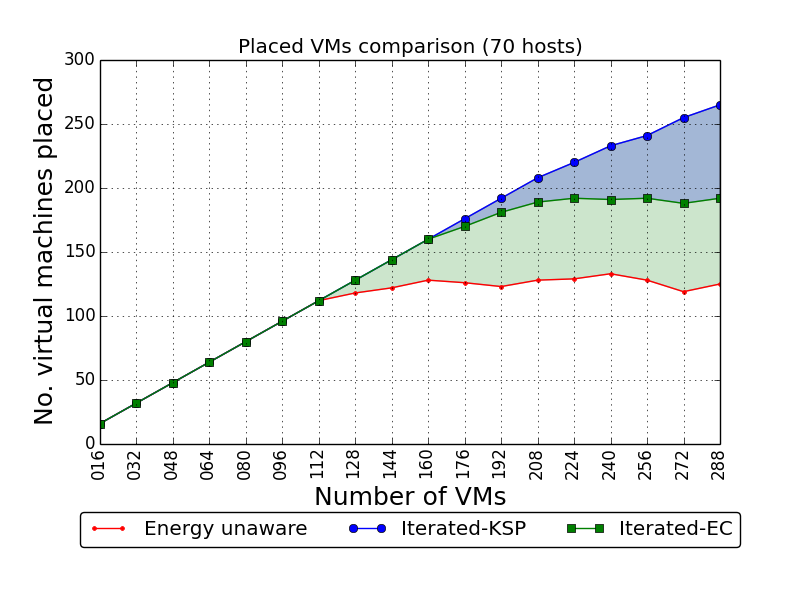 Placed VMs comparison (70 hosts)
No. virtual machines placed
300
250
200
150
100
50
0
016 032 048 064 080 096 112 128 144 160 176 192 208 224 240 256 272 288
Number of VMs
Energy unaware Iterated-KSP Iterated-EC